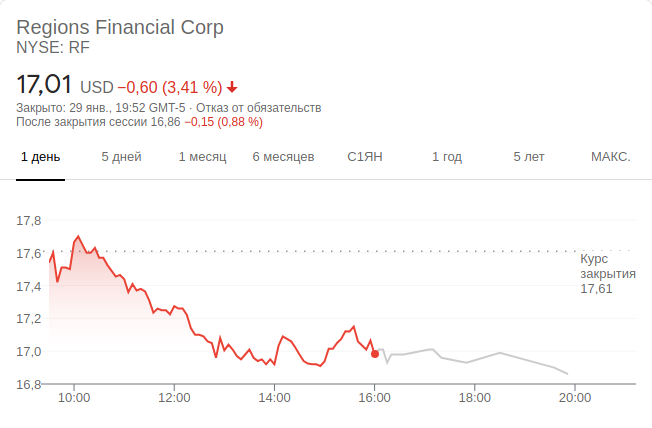 Regions Financial Corp
NYSE: RF
17,01 USD −0,60 (3,41 %) ↓
Закрыто: 29 янв., 19:52 GMT-5 · Отказ от обязательств
После закрытия сессии 16,86 −0,15 (0,88 %)
1 день 5 дней 1 месяц 6 месяцев С1ЯН 1 год 5 лет МАКС.
17,8
17,6
17,4
17,2
17,0
16,8
Курс
закрытия
17,61
10:00 12:00 14:00 16:00 18:00 20:00